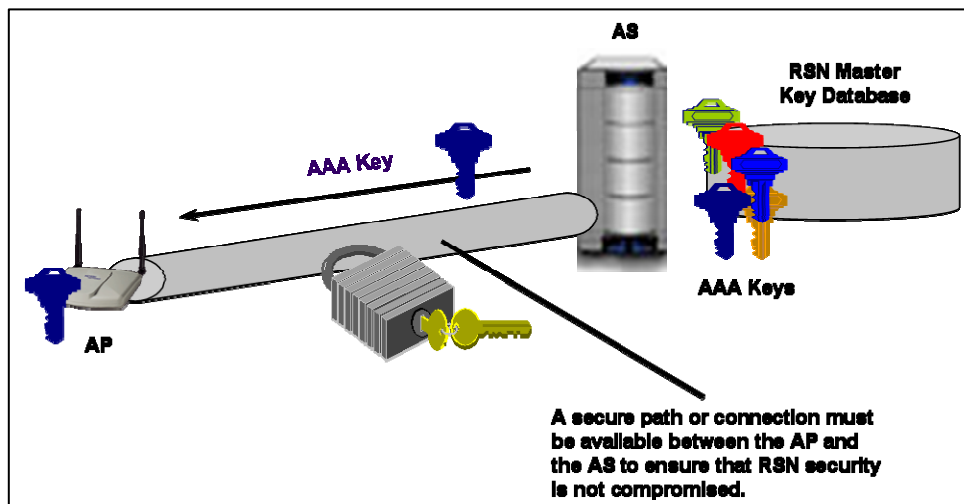 AS
RSN Master
Key Database
AAA Key
AAA Keys
AP
A secure path or connection must
be available between the AP and
the AS to ensure that RSN security
is not compromised.